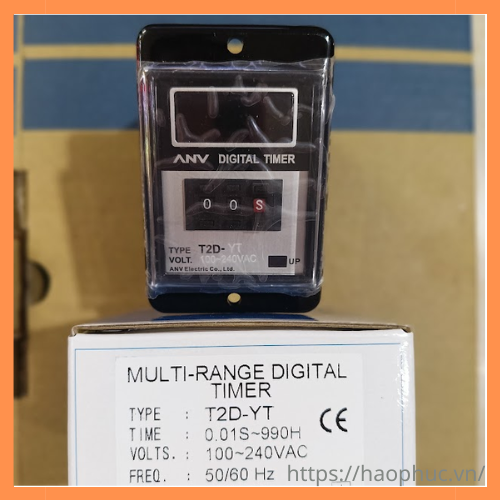 ANV DIGITAL TIMER
0 0 S
TYPE T2D-YT
VOLT. 100~240VAC
UP
ANV Electric Co., Ltd.
MULTI-RANGE DIGITAL
TIMER
TYPE : T2D-YT
TIME : 0.01S~990H
VOLTS. : 100~240VAC
FREQ. : 50/60 Hz
CE
https://haophuc.vn/